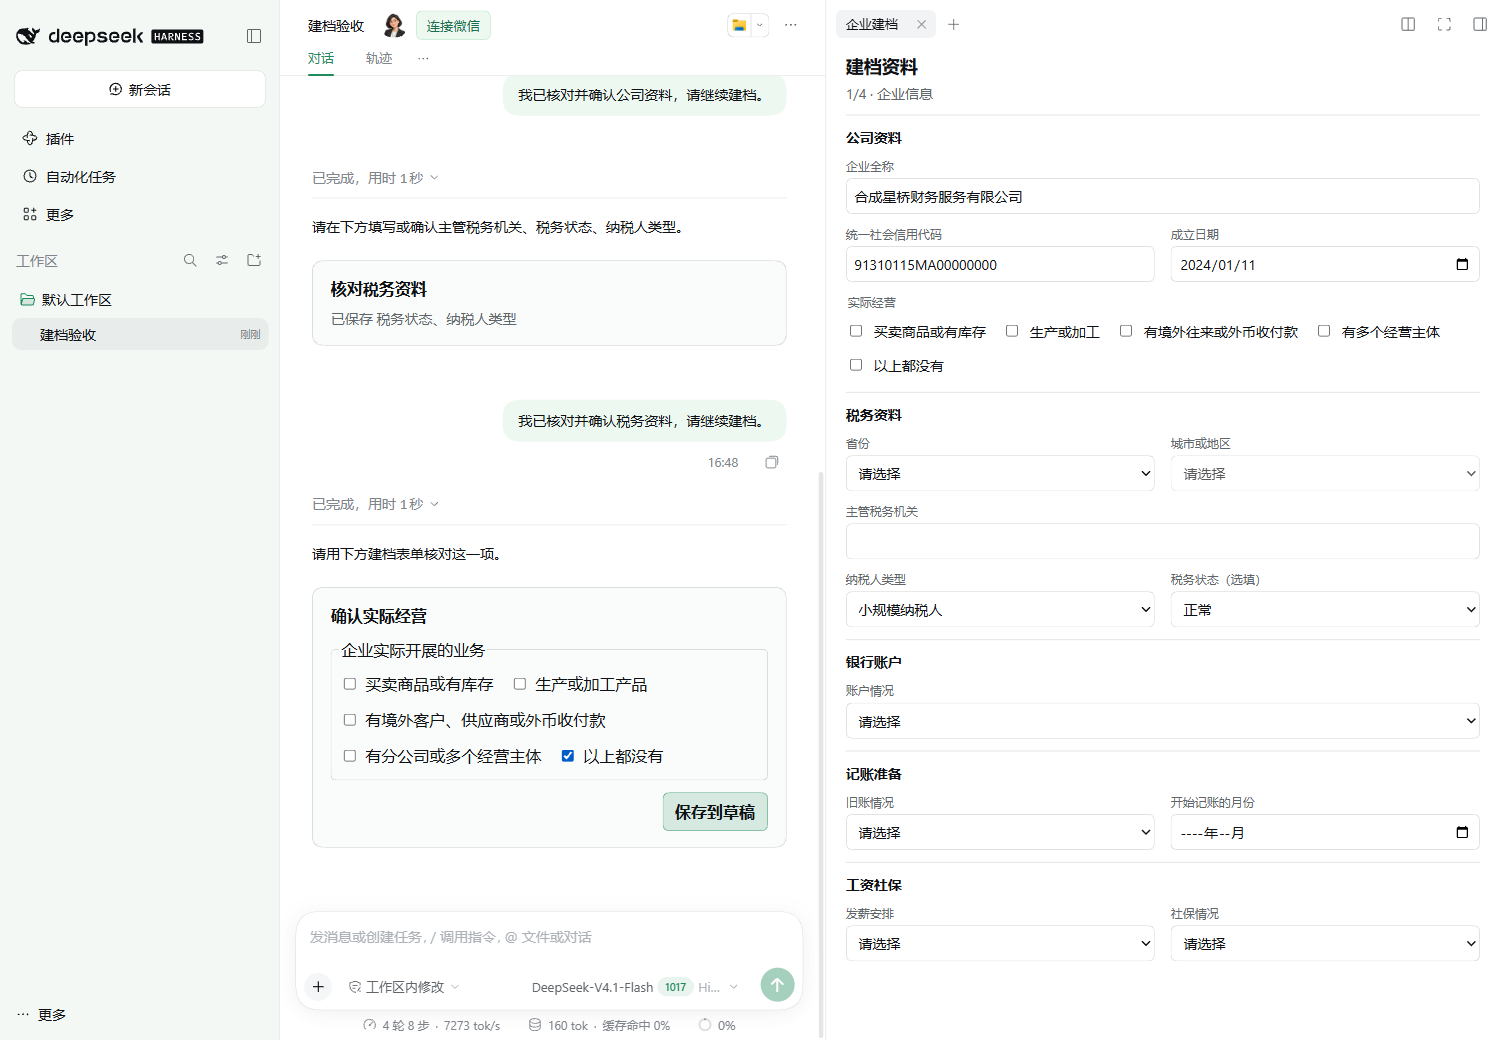 deepseek HARNESS
新会话
插件
自动化任务
更多
工作区
默认工作区
建档验收 刚刚
更多
建档验收 连接微信
对话 轨迹
我已核对并确认公司资料，请继续建档。
已完成，用时 1 秒
请在下方填写或确认主管税务机关、税务状态、纳税人类型。
核对税务资料
已保存 税务状态、纳税人类型
我已核对并确认税务资料，请继续建档。
16:48
已完成，用时 1 秒
请用下方建档表单核对这一项。
确认实际经营
企业实际开展的业务
买卖商品或有库存 生产或加工产品
有境外客户、供应商或外币收付款
有分公司或多个经营主体 以上都没有
保存到草稿
发消息或创建任务, / 调用指令, @ 文件或对话
工作区内修改 DeepSeek-V4.1-Flash 1017 Hi...
4 轮 8 步 · 7273 tok/s 160 tok · 缓存命中 0% 0%
企业建档
建档资料
1/4 · 企业信息
公司资料
企业全称
合成星桥财务服务有限公司
统一社会信用代码 成立日期
91310115MA00000000 2024/01/11
实际经营
买卖商品或有库存 生产或加工 有境外往来或外币收付款 有多个经营主体
以上都没有
税务资料
省份 城市或地区
请选择 请选择
主管税务机关
纳税人类型 税务状态（选填）
小规模纳税人 正常
银行账户
账户情况
请选择
记账准备
旧账情况 开始记账的月份
请选择 ----年--月
工资社保
发薪安排 社保情况
请选择 请选择